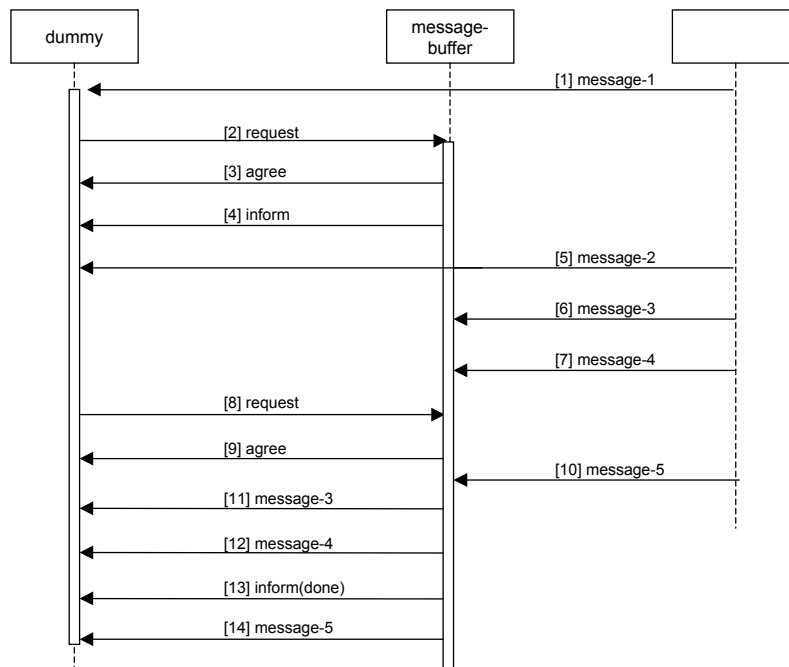 dummy
message-
buffer
[1] message-1
[2] request
[3] agree
[4] inform
[5] message-2
[6] message-3
[7] message-4
[8] request
[9] agree
[10] message-5
[11] message-3
[12] message-4
[13] inform(done)
[14] message-5